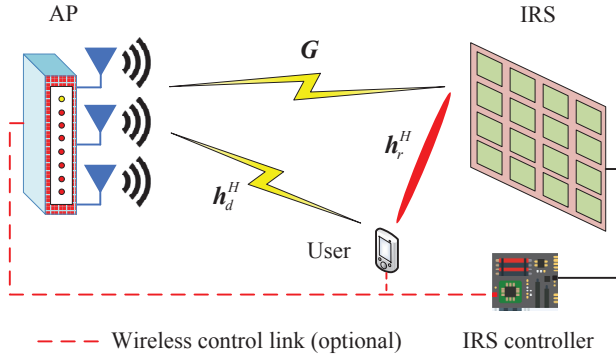 AP
IRS
G
h_r^H
h_d^H
User
Wireless control link (optional)
IRS controller